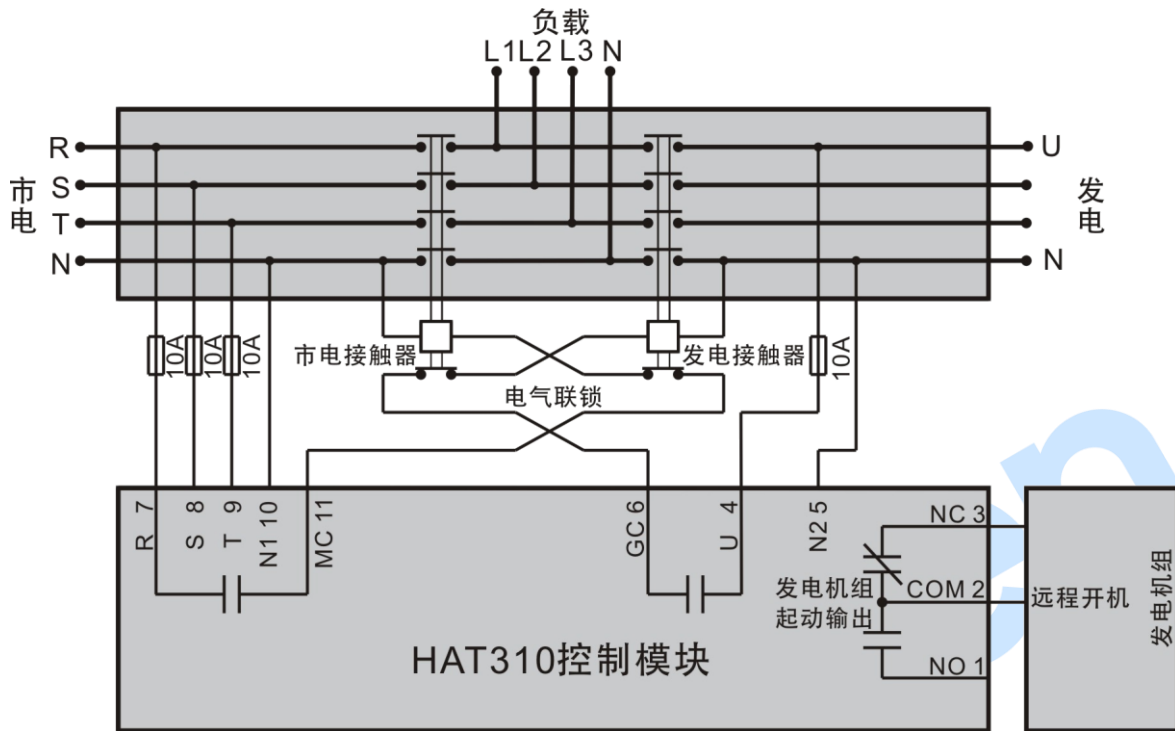 负载
L1 L2 L3 N
R
S
T
N
市电
U
N
发电
10A
10A
10A
市电接触器
发电接触器
10A
电气联锁
R 7
S 8
T 9
N1 10
MC 11
GC 6
U 4
N2 5
NC 3
COM 2
NO 1
发电机组
起动输出
远程开机
发电机组
HAT310控制模块